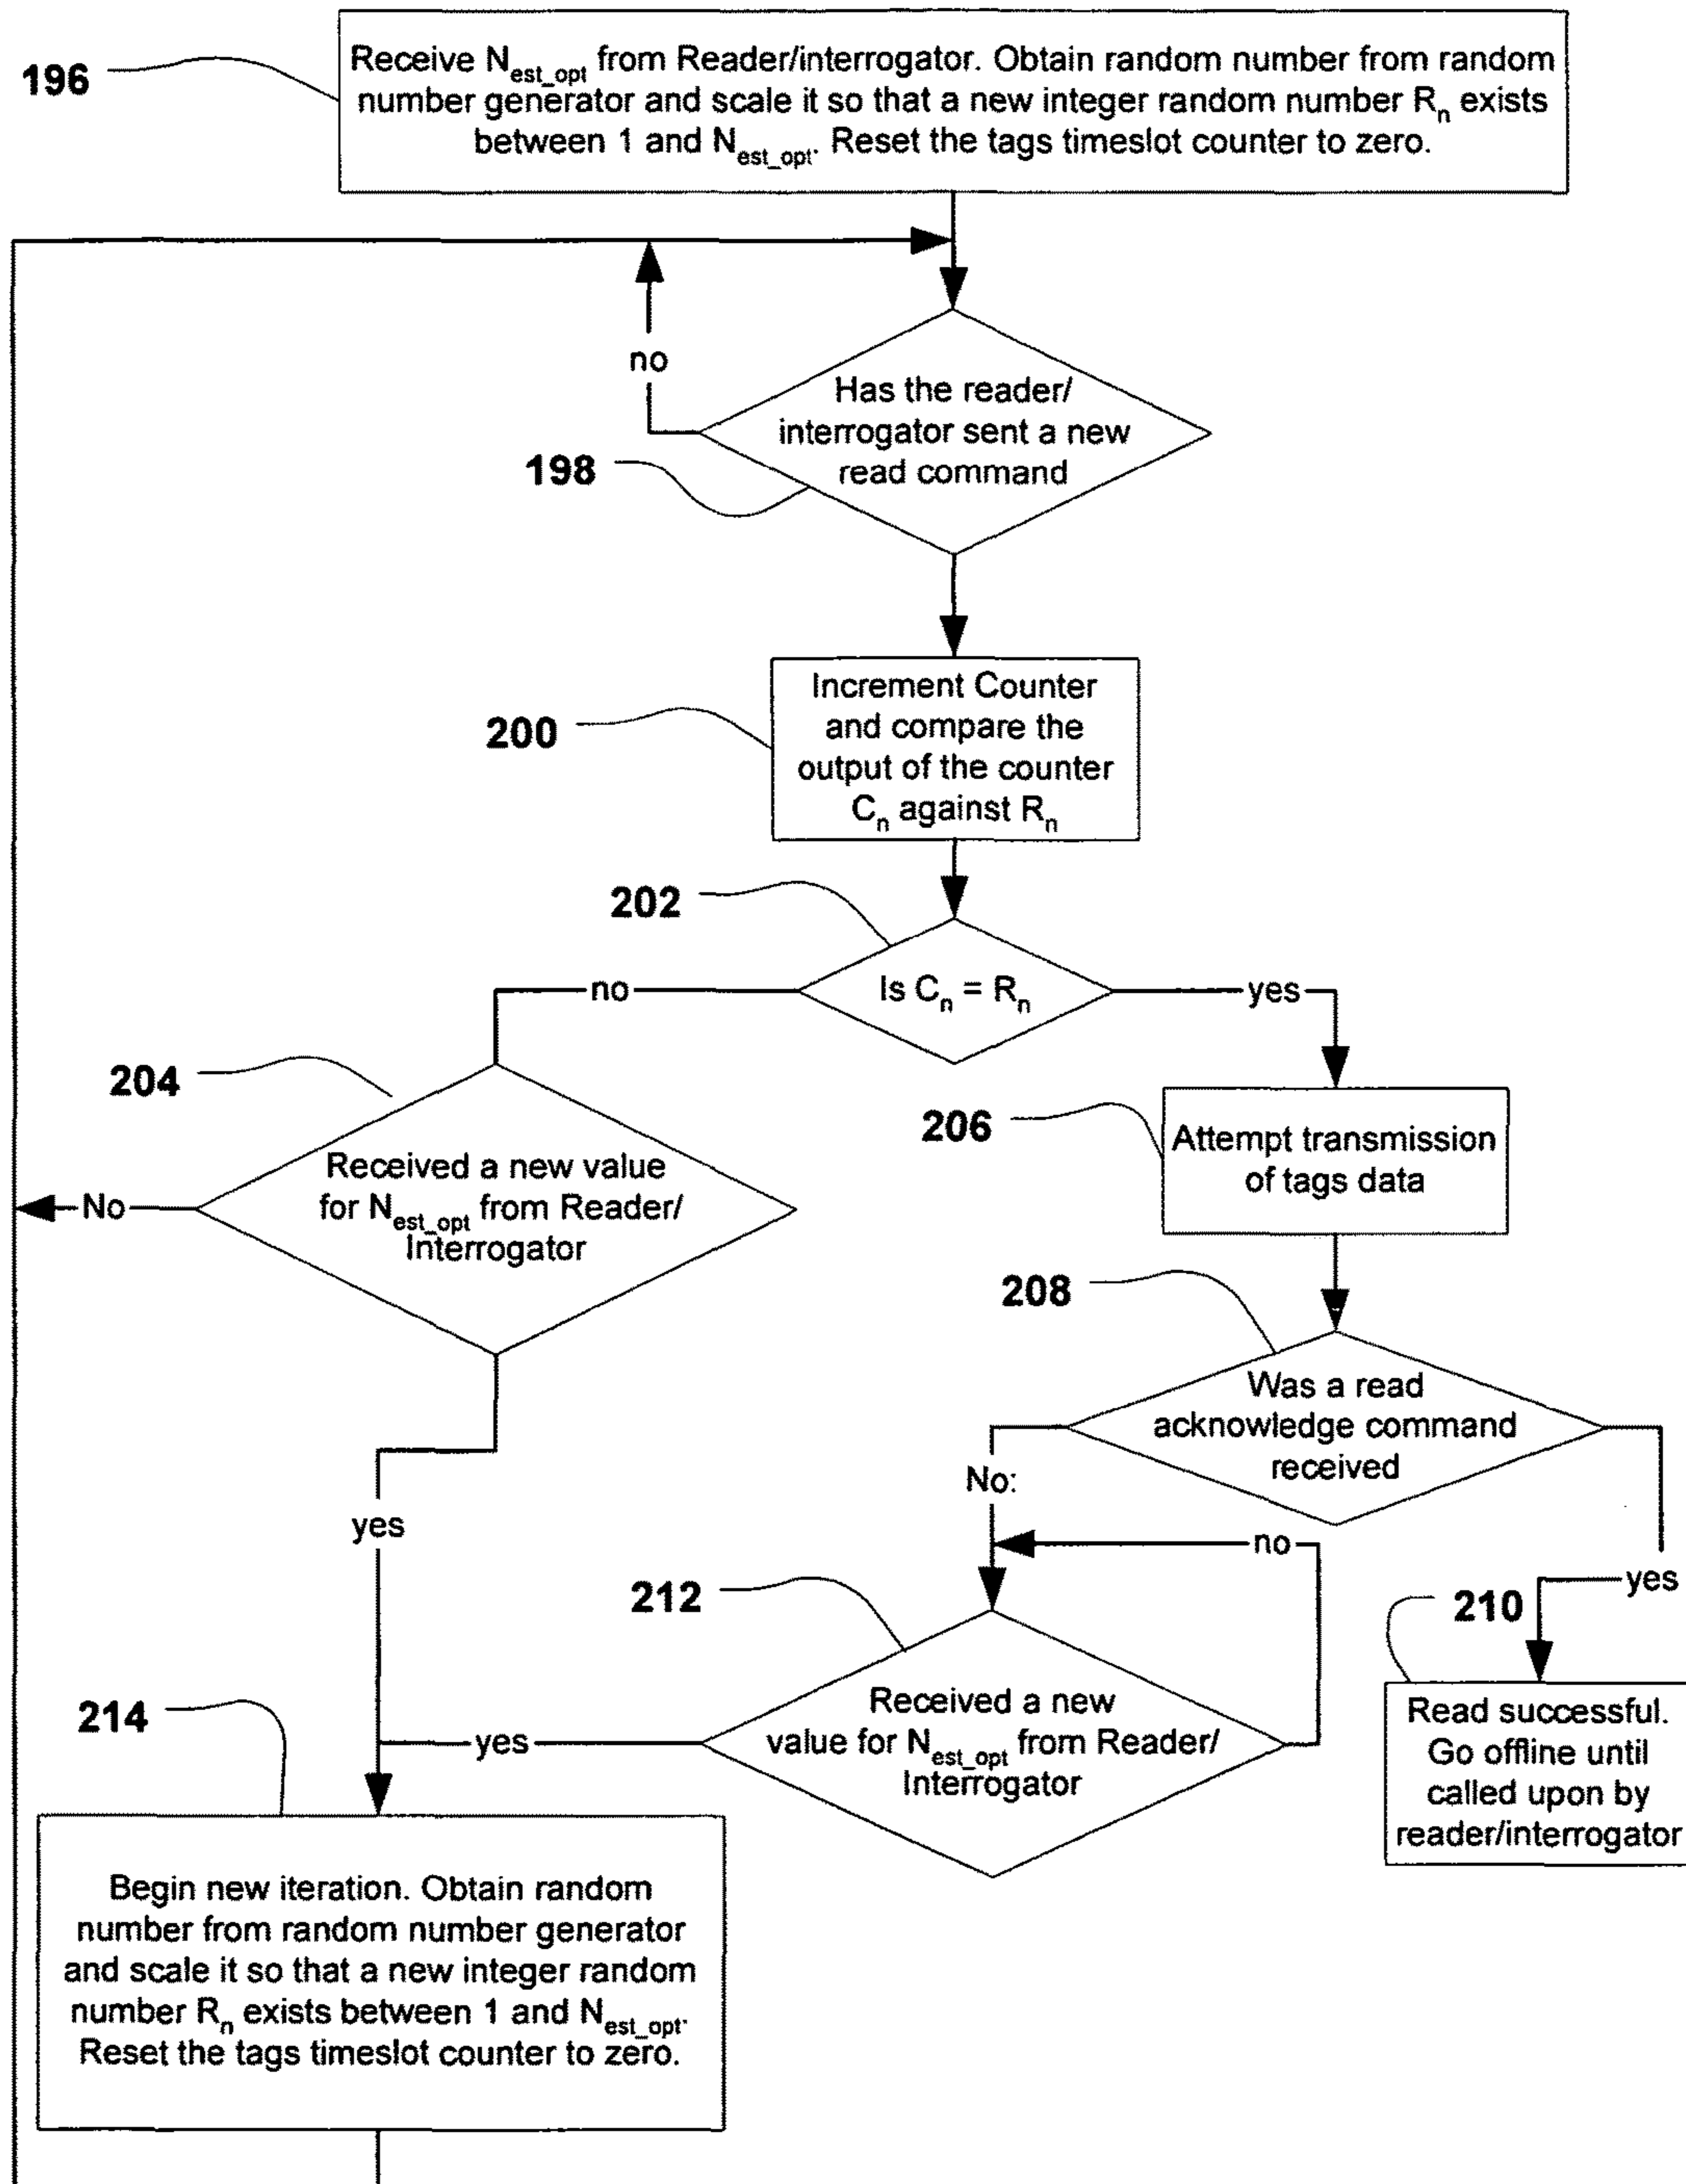 196
Receive N_est_opt from Reader/interrogator. Obtain random number from random
number generator and scale it so that a new integer random number R_n exists
between 1 and N_est_opt. Reset the tags timeslot counter to zero.
no
Has the reader/
interrogator sent a new
read command
198
200
Increment Counter
and compare the
output of the counter
C_n against R_n
202
no
Is C_n = R_n
yes
204
Received a new value
for N_est_opt from Reader/
Interrogator
No
206
Attempt transmission
of tags data
208
Was a read
acknowledge command
received
No:
yes
no
yes
212
Received a new
value for N_est_opt from Reader/
Interrogator
yes
210
Read successful.
Go offline until
called upon by
reader/interrogator
214
Begin new iteration. Obtain random
number from random number generator
and scale it so that a new integer random
number R_n exists between 1 and N_est_opt.
Reset the tags timeslot counter to zero.